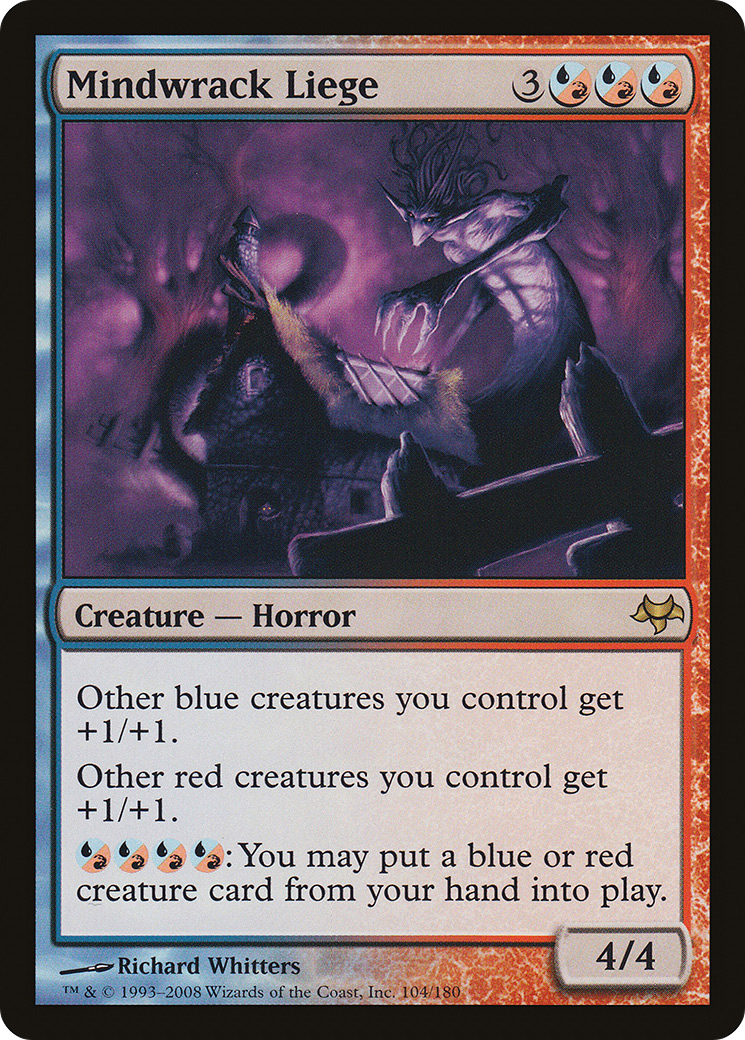 Mindwrack Liege 3
Creature — Horror
Other blue creatures you control get
+1/+1.
Other red creatures you control get
+1/+1.
: You may put a blue or red
creature card from your hand into play.
4/4
Richard Whitters
™ & © 1993–2008 Wizards of the Coast, Inc. 104/180